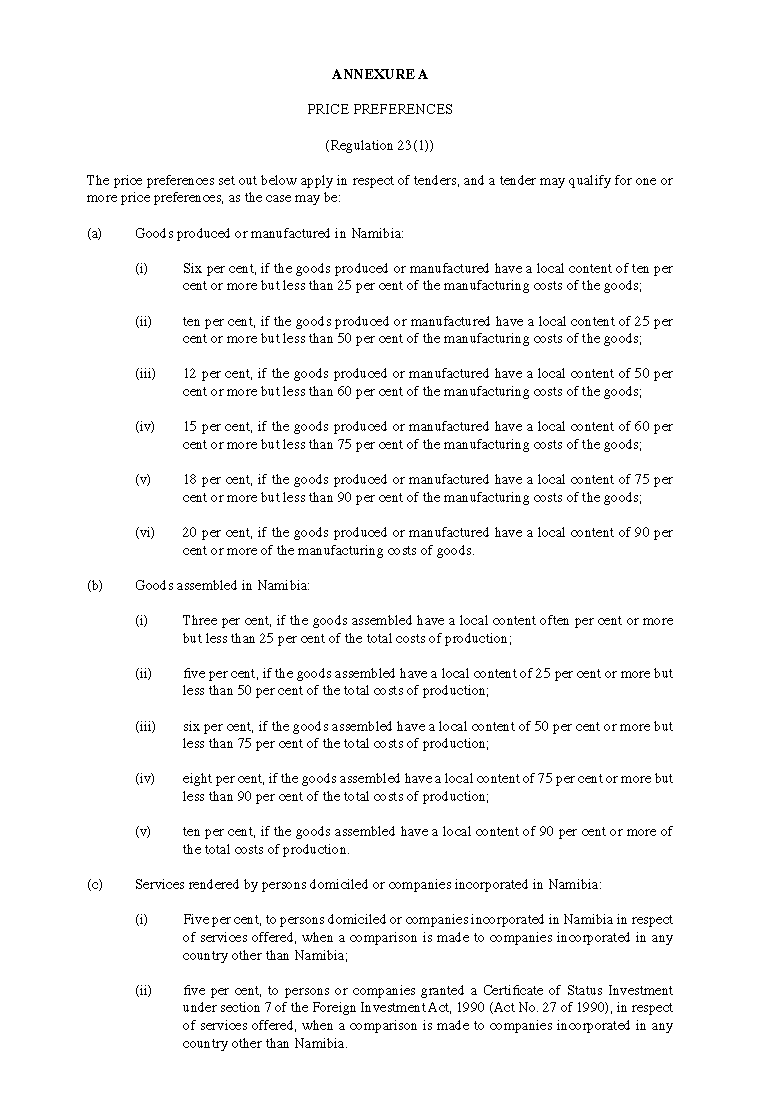 ANNEXURE A
PRICE PREFERENCES
(Regulation 23(1))
The price preferences set out below apply in respect of tenders, and a tender may qualify for one or
more price preferences, as the case may be:
(a) Goods produced or manufactured in Namibia:
(i) Six per cent, if the goods produced or manufactured have a local content of ten per
cent or more but less than 25 per cent of the manufacturing costs of the goods;
(ii) ten per cent, if the goods produced or manufactured have a local content of 25 per
cent or more but less than 50 per cent of the manufacturing costs of the goods;
(iii) 12 per cent, if the goods produced or manufactured have a local content of 50 per
cent or more but less than 60 per cent of the manufacturing costs of the goods;
(iv) 15 per cent, if the goods produced or manufactured have a local content of 60 per
cent or more but less than 75 per cent of the manufacturing costs of the goods;
(v) 18 per cent, if the goods produced or manufactured have a local content of 75 per
cent or more but less than 90 per cent of the manufacturing costs of the goods;
(vi) 20 per cent, if the goods produced or manufactured have a local content of 90 per
cent or more of the manufacturing costs of goods.
(b) Goods assembled in Namibia:
(i) Three per cent, if the goods assembled have a local content often per cent or more
but less than 25 per cent of the total costs of production;
(ii) five per cent, if the goods assembled have a local content of 25 per cent or more but
less than 50 per cent of the total costs of production;
(iii) six per cent, if the goods assembled have a local content of 50 per cent or more but
less than 75 per cent of the total costs of production;
(iv) eight per cent, if the goods assembled have a local content of 75 per cent or more but
less than 90 per cent of the total costs of production;
(v) ten per cent, if the goods assembled have a local content of 90 per cent or more of
the total costs of production.
(c) Services rendered by persons domiciled or companies incorporated in Namibia:
(i) Five per cent, to persons domiciled or companies incorporated in Namibia in respect
of services offered, when a comparison is made to companies incorporated in any
country other than Namibia;
(ii) five per cent, to persons or companies granted a Certificate of Status Investment
under section 7 of the Foreign Investment Act, 1990 (Act No. 27 of 1990), in respect
of services offered, when a comparison is made to companies incorporated in any
country other than Namibia.